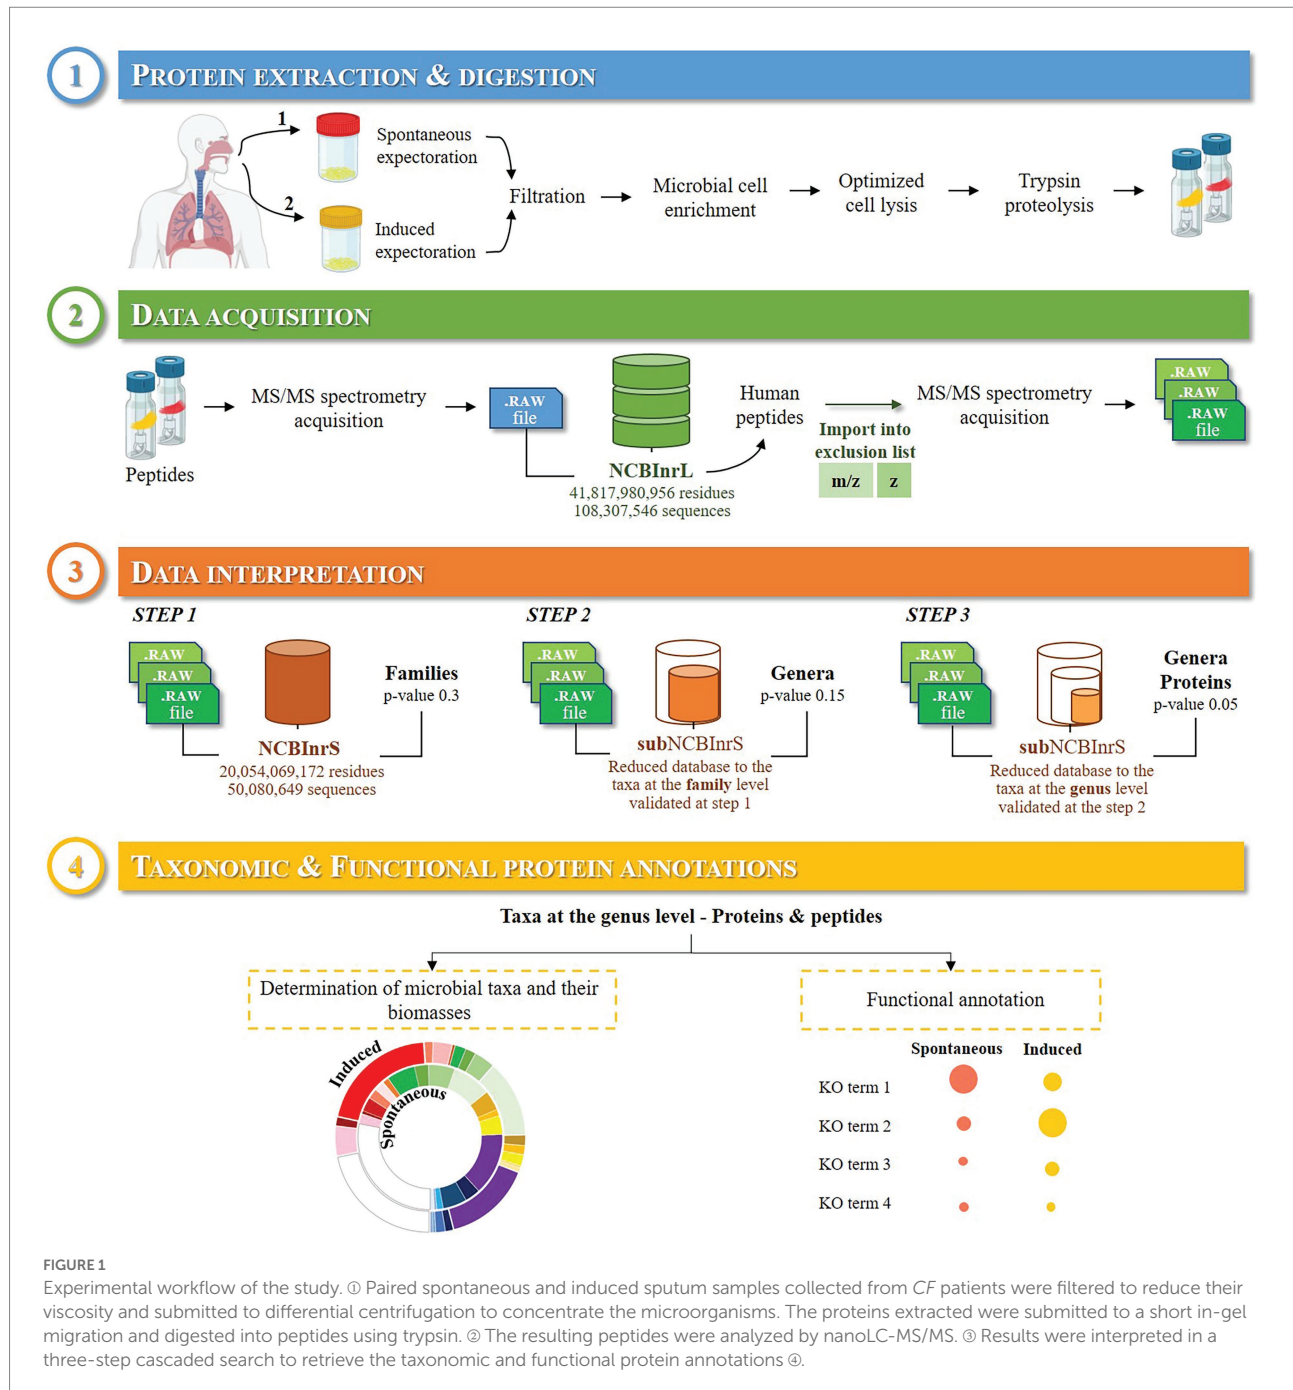 1
PROTEIN EXTRACTION & DIGESTION
1
Spontaneous
expectoration
2
Induced
expectoration
Filtration
Microbial cell
enrichment
Optimized
cell lysis
Trypsin
proteolysis
2
DATA ACQUISITION
Peptides
MS/MS spectrometry
acquisition
.RAW
file
NCBInrL
41,817,980,956 residues
108,307,546 sequences
Human
peptides
Import into
exclusion list
m/z
z
MS/MS spectrometry
acquisition
.RAW
.RAW
.RAW
file
3
DATA INTERPRETATION
STEP 1
.RAW
.RAW
.RAW
file
NCBInrS
20,054,069,172 residues
50,080,649 sequences
Families
p-value 0.3
STEP 2
.RAW
.RAW
.RAW
file
subNCBInrS
Reduced database to the
taxa at the family level
validated at step 1
Genera
p-value 0.15
STEP 3
.RAW
.RAW
.RAW
file
subNCBInrS
Reduced database to the
taxa at the genus level
validated at the step 2
Genera
Proteins
p-value 0.05
4
TAXONOMIC & FUNCTIONAL PROTEIN ANNOTATIONS
Taxa at the genus level - Proteins & peptides
Determination of microbial taxa and their
biomasses
Induced
Spontaneous
Functional annotation
Spontaneous Induced
KO term 1
KO term 2
KO term 3
KO term 4
FIGURE 1
Experimental workflow of the study. ① Paired spontaneous and induced sputum samples collected from CF patients were filtered to reduce their
viscosity and submitted to differential centrifugation to concentrate the microorganisms. The proteins extracted were submitted to a short in-gel
migration and digested into peptides using trypsin. ② The resulting peptides were analyzed by nanoLC-MS/MS. ③ Results were interpreted in a
three-step cascaded search to retrieve the taxonomic and functional protein annotations ④.